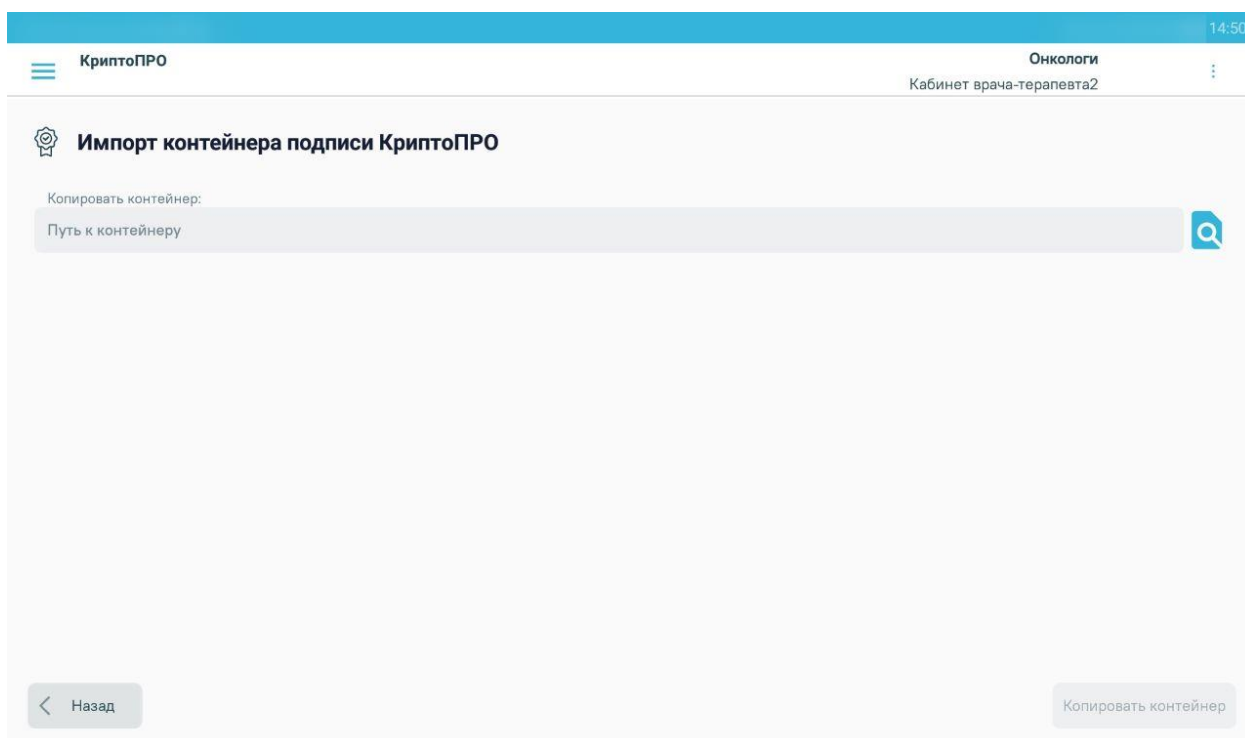 14:50
КриптоПРО
Онкологи
Кабинет врача-терапевта2
Импорт контейнера подписи КриптоПРО
Копировать контейнер:
Путь к контейнеру
Назад
Копировать контейнер